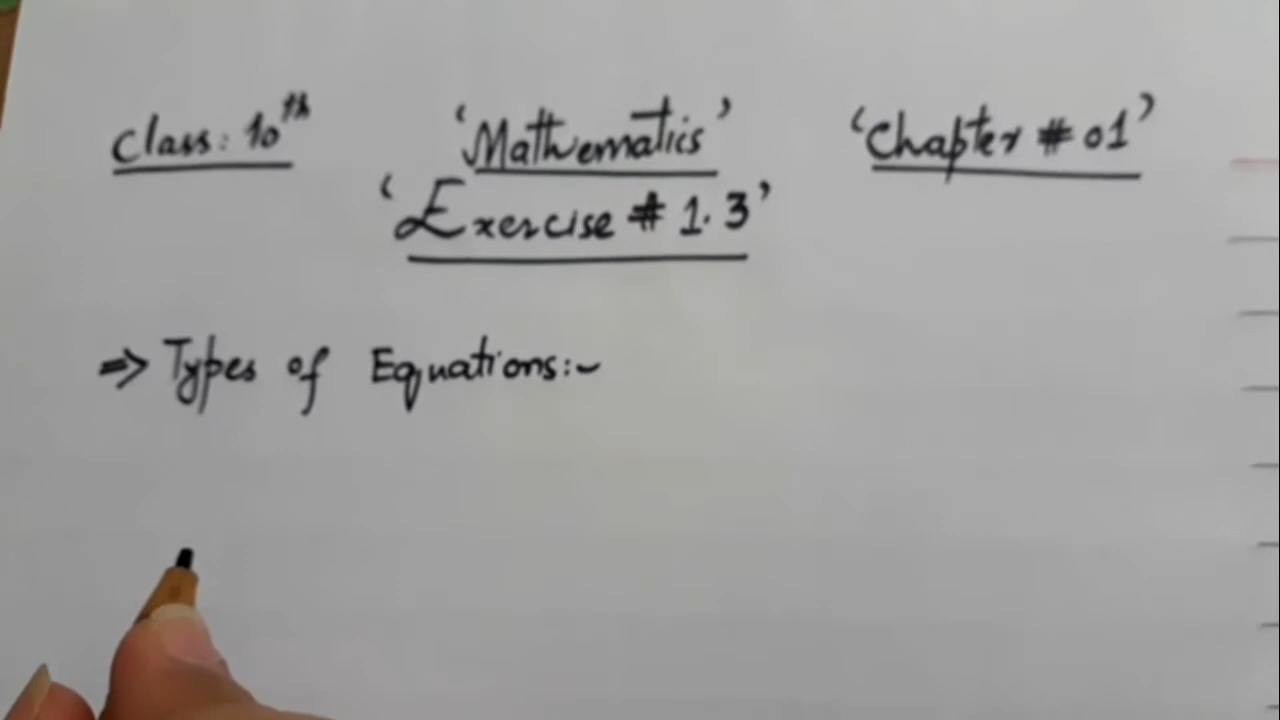 Class: 10th 'Mathematics' 'Chapter # 01'
'Exercise # 1.3'
⇒ Types of Equations:~